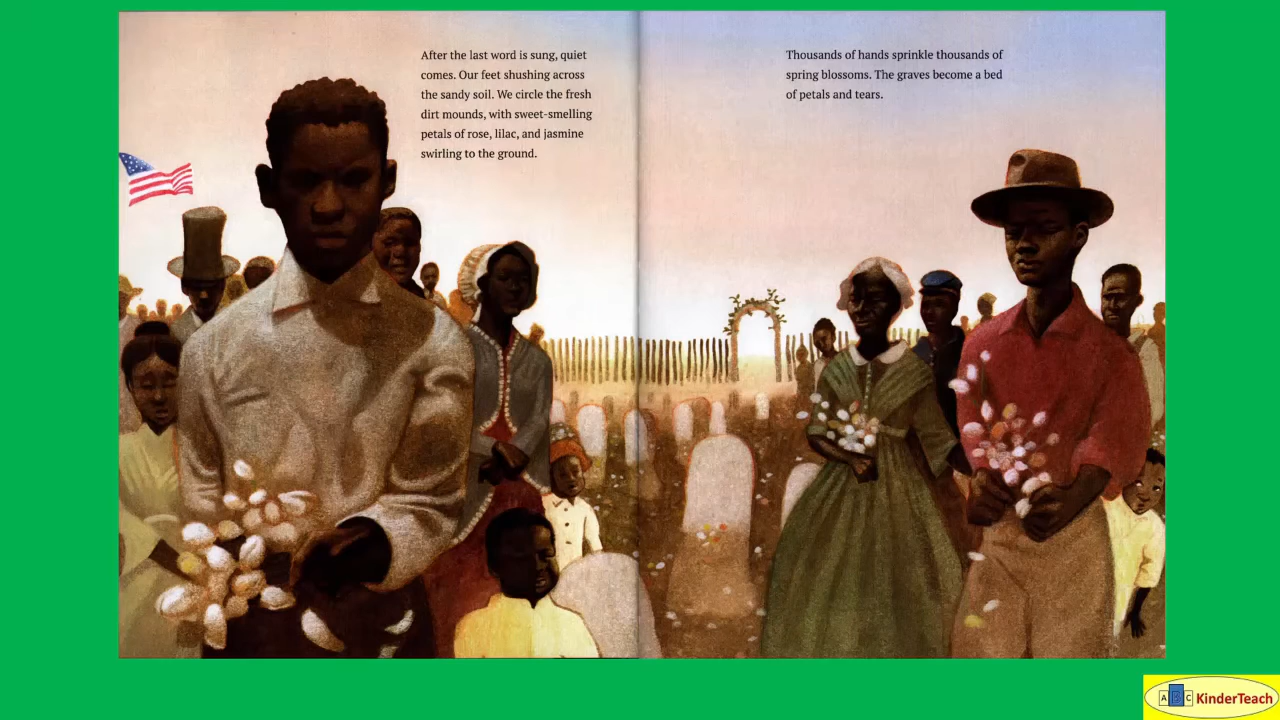 After the last word is sung, quiet
comes. Our feet shushing across
the sandy soil. We circle the fresh
dirt mounds, with sweet-smelling
petals of rose, lilac, and jasmine
swirling to the ground.
Thousands of hands sprinkle thousands of
spring blossoms. The graves become a bed
of petals and tears.
A B C KinderTeach